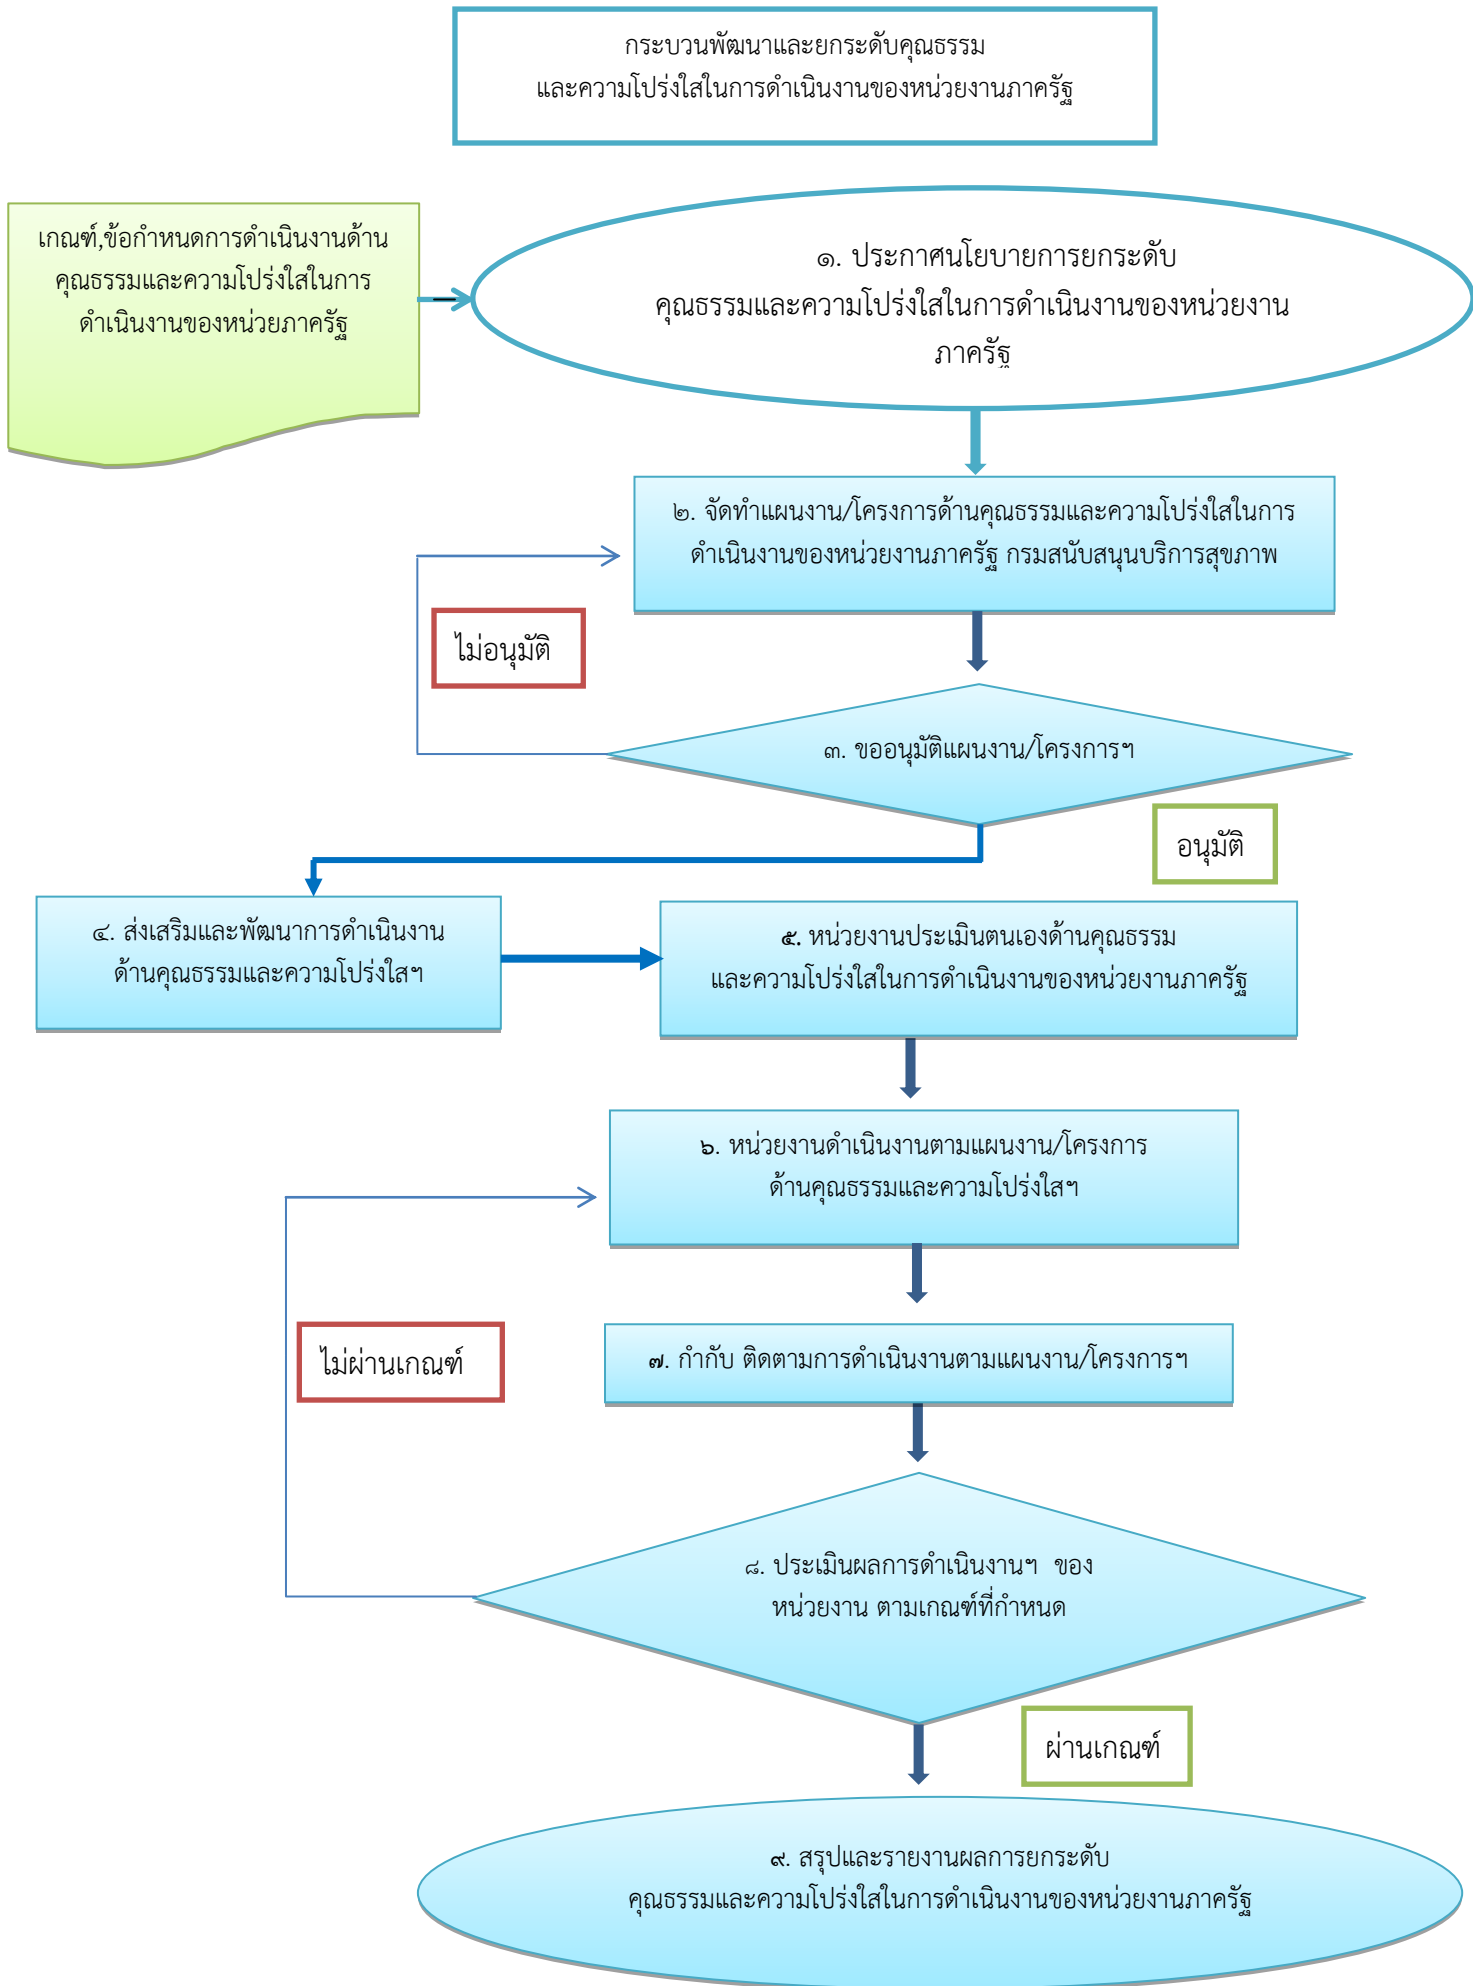 กระบวนพัฒนาและยกระดับคุณธรรม
และความโปร่งใสในการดำเนินงานของหน่วยงานภาครัฐ
เกณฑ์,ข้อกำหนดการดำเนินงานด้าน
คุณธรรมและความโปร่งใสในการ
ดำเนินงานของหน่วยภาครัฐ
๑. ประกาศนโยบายการยกระดับ
คุณธรรมและความโปร่งใสในการดำเนินงานของหน่วยงาน
ภาครัฐ
๒. จัดทำแผนงาน/โครงการด้านคุณธรรมและความโปร่งใสในการ
ดำเนินงานของหน่วยงานภาครัฐ กรมสนับสนุนบริการสุขภาพ
ไม่อนุมัติ
๓. ขออนุมัติแผนงาน/โครงการฯ
อนุมัติ
๔. ส่งเสริมและพัฒนาการดำเนินงาน
ด้านคุณธรรมและความโปร่งใสฯ
๕. หน่วยงานประเมินตนเองด้านคุณธรรม
และความโปร่งใสในการดำเนินงานของหน่วยงานภาครัฐ
๖. หน่วยงานดำเนินงานตามแผนงาน/โครงการ
ด้านคุณธรรมและความโปร่งใสฯ
ไม่ผ่านเกณฑ์
๗. กำกับ ติดตามการดำเนินงานตามแผนงาน/โครงการฯ
๘. ประเมินผลการดำเนินงานฯ  ของ
หน่วยงาน ตามเกณฑ์ที่กำหนด
ผ่านเกณฑ์
๙. สรุปและรายงานผลการยกระดับ
คุณธรรมและความโปร่งใสในการดำเนินงานของหน่วยงานภาครัฐ